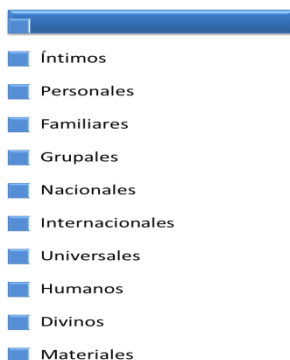 Íntimos
Personales
Familiares
Grupales
Nacionales
Internacionales
Universales
Humanos
Divinos
Materiales